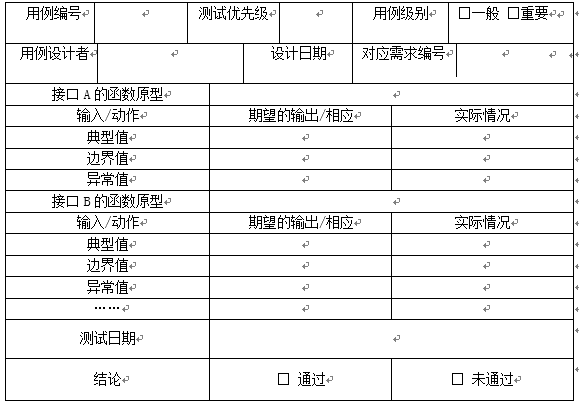 用例编号 测试优先级 用例级别 □一般 □重要
用例设计者 设计日期 对应需求编号
接口 A 的函数原型
输入/动作 期望的输出/相应 实际情况
典型值
边界值
异常值
接口 B 的函数原型
输入/动作 期望的输出/相应 实际情况
典型值
边界值
异常值
……
测试日期
结论 □ 通过 □ 未通过